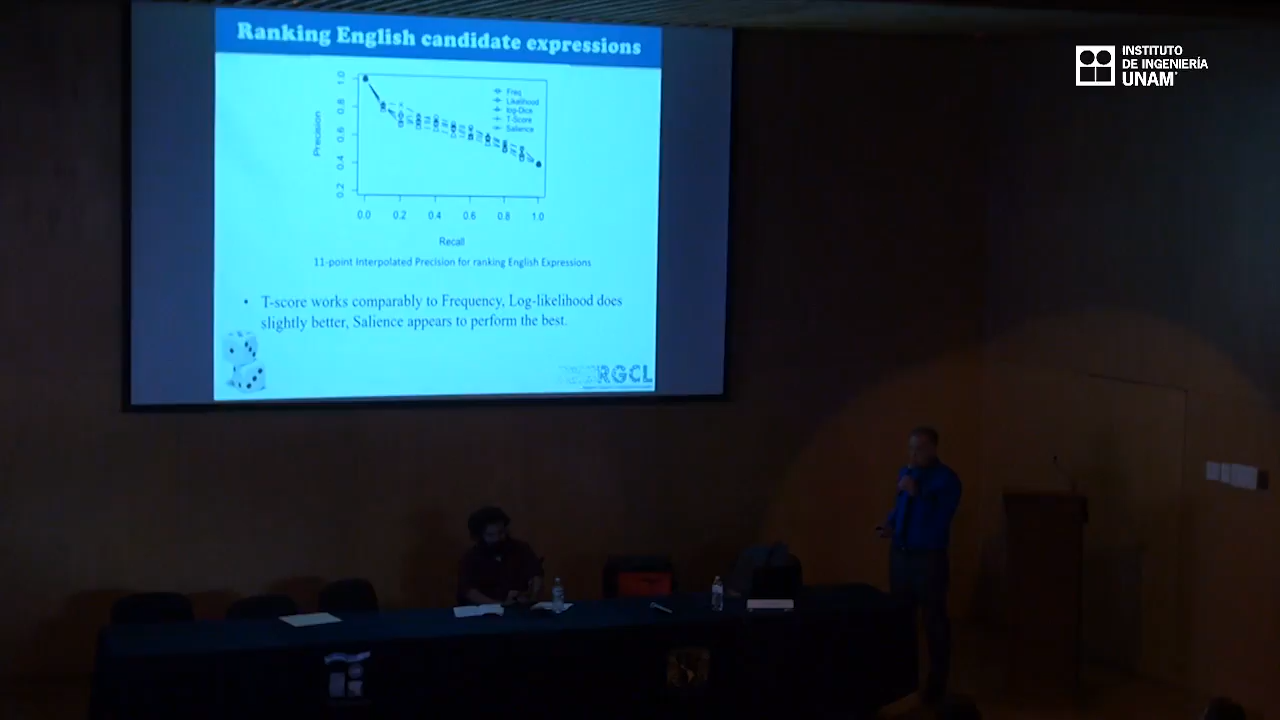 Ranking English candidate expressions
INSTITUTO
DE INGENIERÍA
UNAM
Precision
1.0
0.8
0.6
0.4
0.2
Freq
Likelihood
log-Dice
T-Score
Salience
0.0 0.2 0.4 0.6 0.8 1.0
Recall
11-point Interpolated Precision for ranking English Expressions
• T-score works comparably to Frequency, Log-likelihood does
slightly better, Salience appears to perform the best.
RGCL